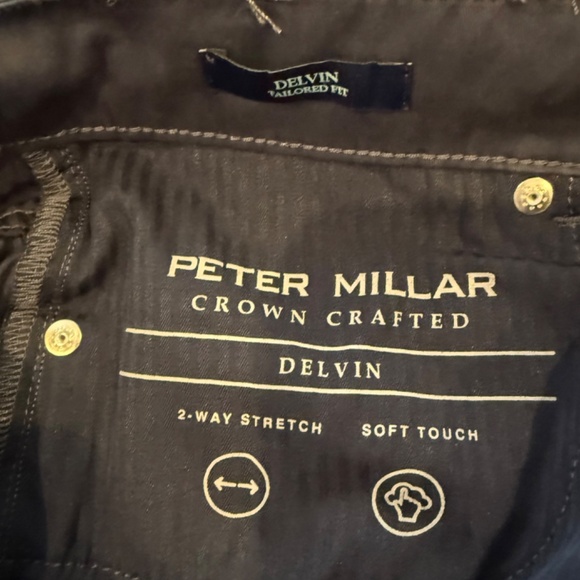 DELVIN
TAILORED FIT
PETER MILLAR
CROWN CRAFTED
DELVIN
2-WAY STRETCH SOFT TOUCH